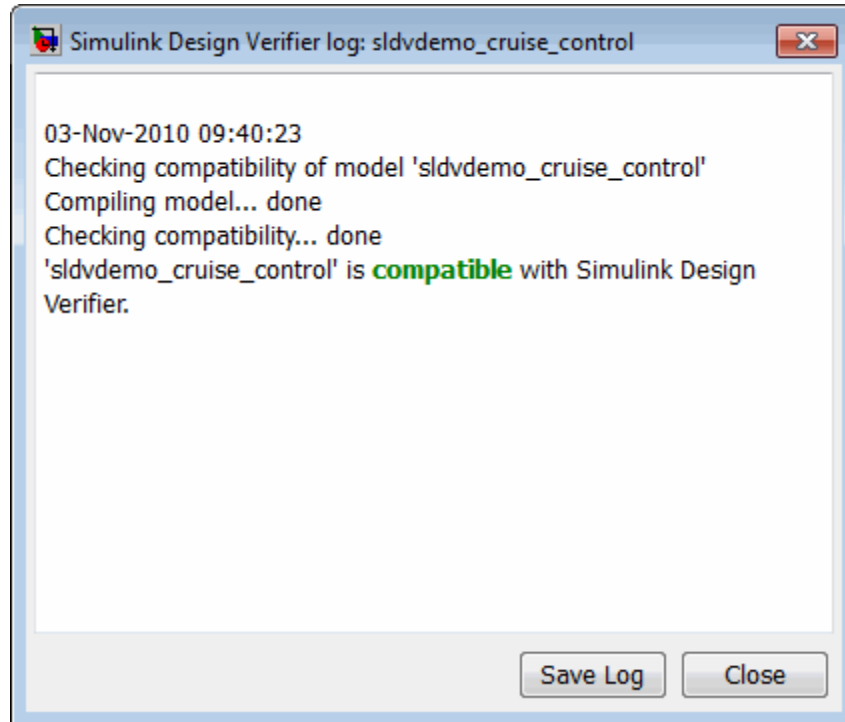 Simulink Design Verifier log: sldvdemo_cruise_control
03-Nov-2010 09:40:23
Checking compatibility of model 'sldvdemo_cruise_control'
Compiling model... done
Checking compatibility... done
'sldvdemo_cruise_control' is compatible with Simulink Design
Verifier.
Save Log
Close